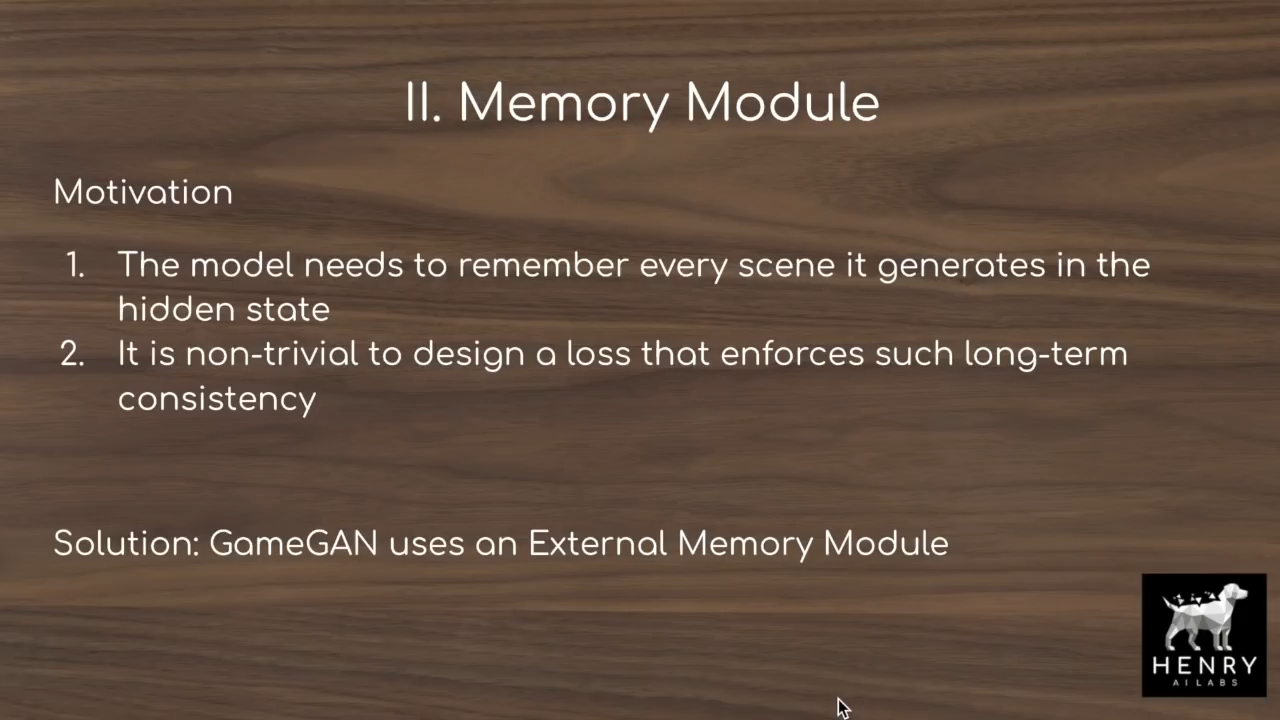 II. Memory Module
Motivation
1. The model needs to remember every scene it generates in the
hidden state
2. It is non-trivial to design a loss that enforces such long-term
consistency
Solution: GameGAN uses an External Memory Module
HENRY
AI LABS